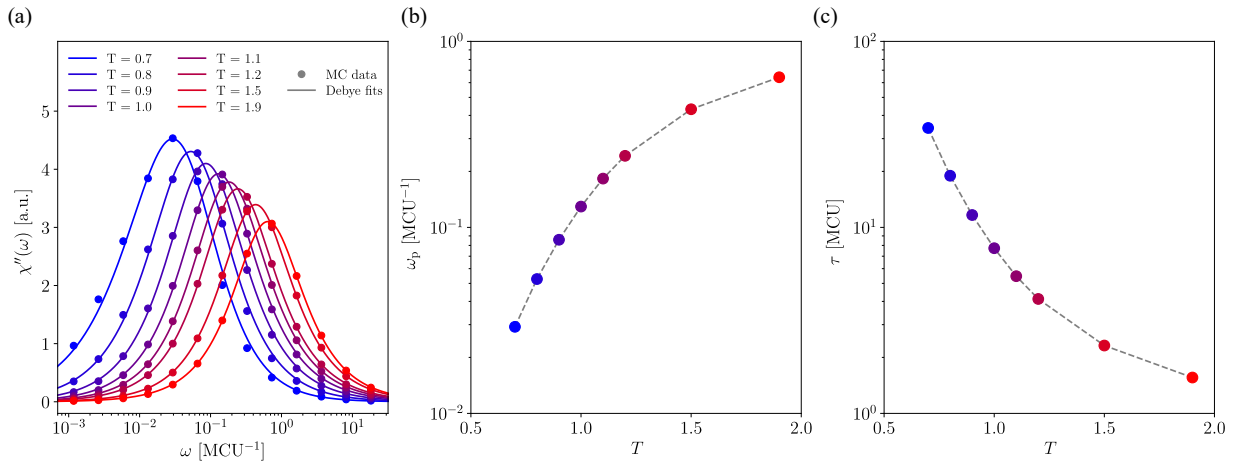 (a)
T = 0.7
T = 0.8
T = 0.9
T = 1.0
T = 1.1
T = 1.2
T = 1.5
T = 1.9
MC data
Debye fits
χ′′(ω) [a.u.]
5
4
3
2
1
0
10⁻³
10⁻²
10⁻¹
10⁰
10¹
ω [MCU⁻¹]
(b)
ωₚ [MCU⁻¹]
10⁰
10⁻¹
10⁻²
0.5
1.0
1.5
2.0
T
(c)
τ [MCU]
10²
10¹
10⁰
0.5
1.0
1.5
2.0
T